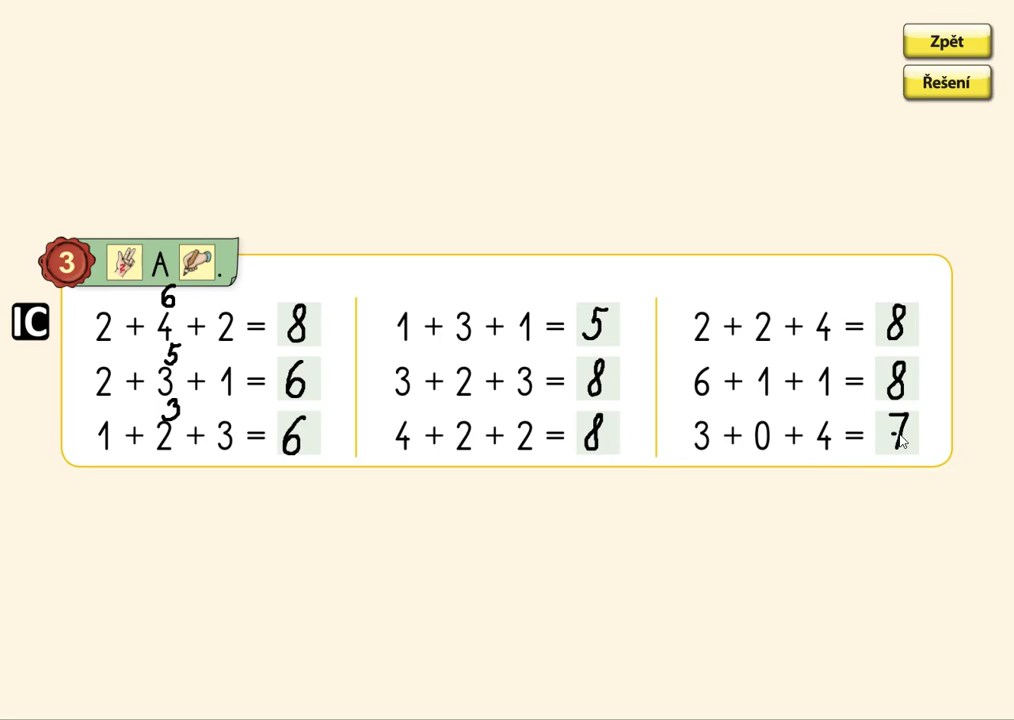 Zpět
Řešení
3 A .
6
IC
2 + 4 + 2 = 8
5
2 + 3 + 1 = 6
3
1 + 2 + 3 = 6
1 + 3 + 1 = 5
3 + 2 + 3 = 8
4 + 2 + 2 = 8
2 + 2 + 4 = 8
6 + 1 + 1 = 8
3 + 0 + 4 = 7